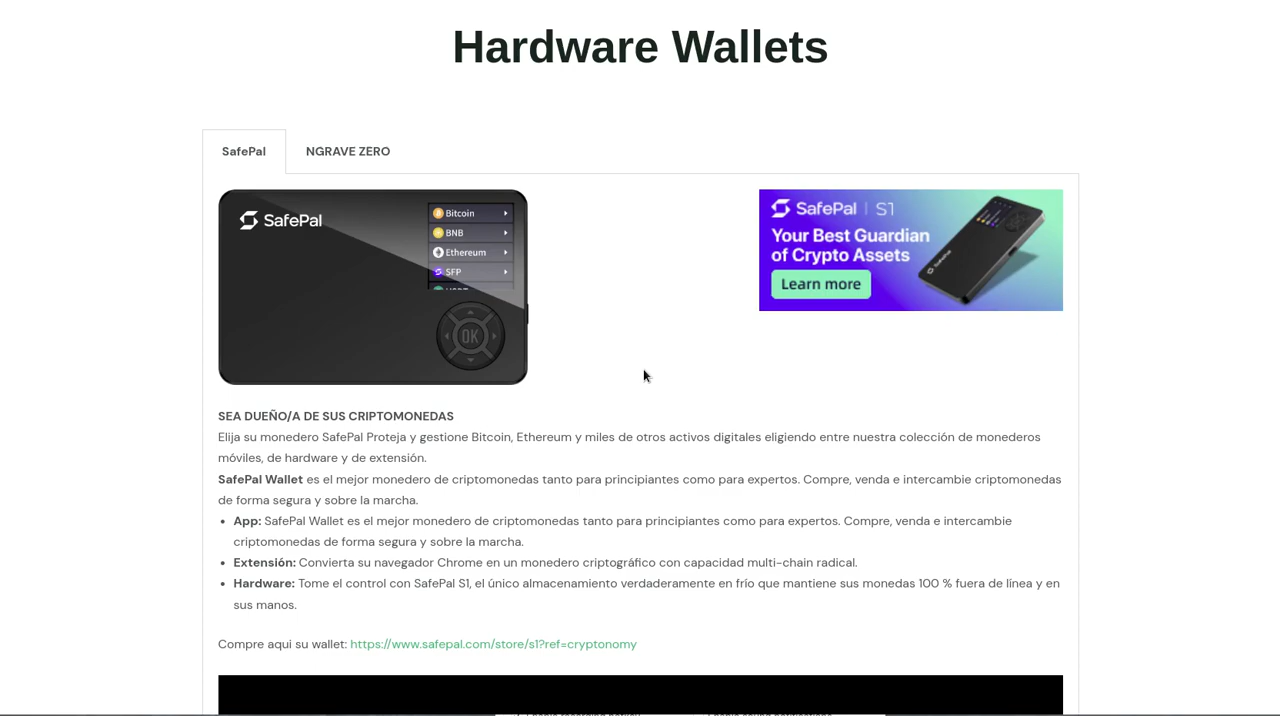 Hardware Wallets
SafePal
NGRAVE ZERO
SafePal
Bitcoin
BNB
Ethereum
SFP
OK
SafePal | S1
Your Best Guardian
of Crypto Assets
Learn more
SEA DUEÑO/A DE SUS CRIPTOMONEDAS
Elija su monedero SafePal Proteja y gestione Bitcoin, Ethereum y miles de otros activos digitales eligiendo entre nuestra colección de monederos
móviles, de hardware y de extensión.
SafePal Wallet es el mejor monedero de criptomonedas tanto para principiantes como para expertos. Compre, venda e intercambie criptomonedas
de forma segura y sobre la marcha.
• App: SafePal Wallet es el mejor monedero de criptomonedas tanto para principiantes como para expertos. Compre, venda e intercambie
criptomonedas de forma segura y sobre la marcha.
• Extensión: Convierta su navegador Chrome en un monedero criptográfico con capacidad multi-chain radical.
• Hardware: Tome el control con SafePal S1, el único almacenamiento verdaderamente en frío que mantiene sus monedas 100 % fuera de línea y en
sus manos.
Compre aqui su wallet: https://www.safepal.com/store/s1?ref=cryptonomy